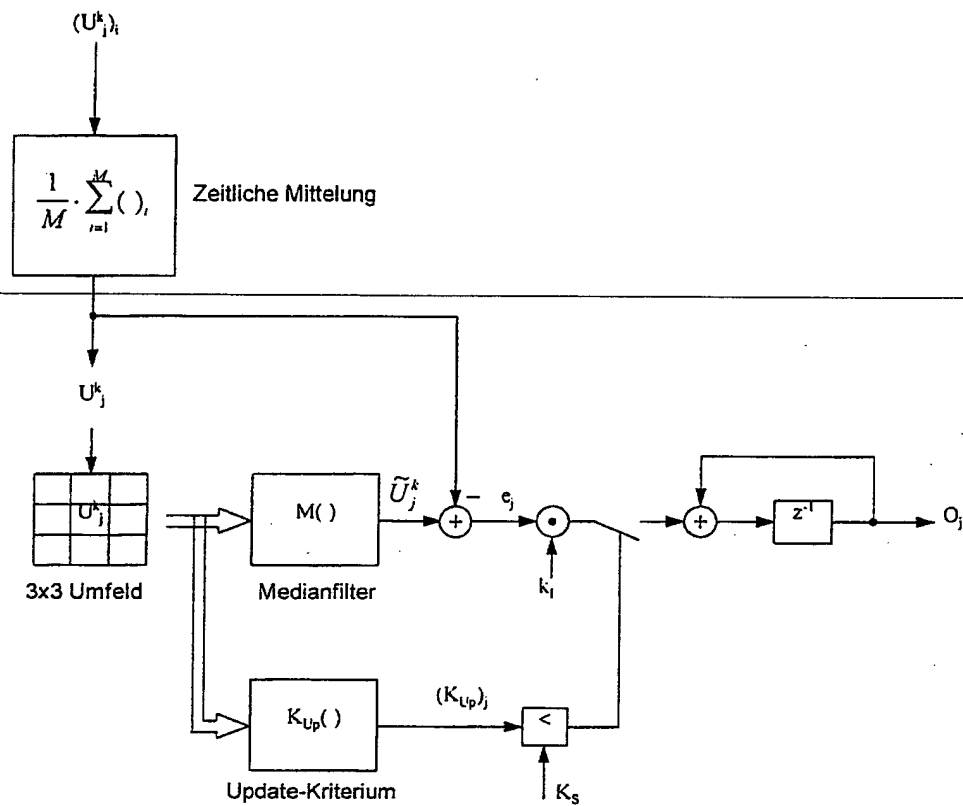 (U^k_j)_i
1/M · M∑i=1 ( )_i
Zeitliche Mittelung
U^k_j
U^k_j
3x3 Umfeld
M( )
Medianfilter
Ũ^k_j
−
+
e_j
k_I
+
z^-1
O_j
K_Up( )
Update-Kriterium
(K_Up)_j
<
K_S